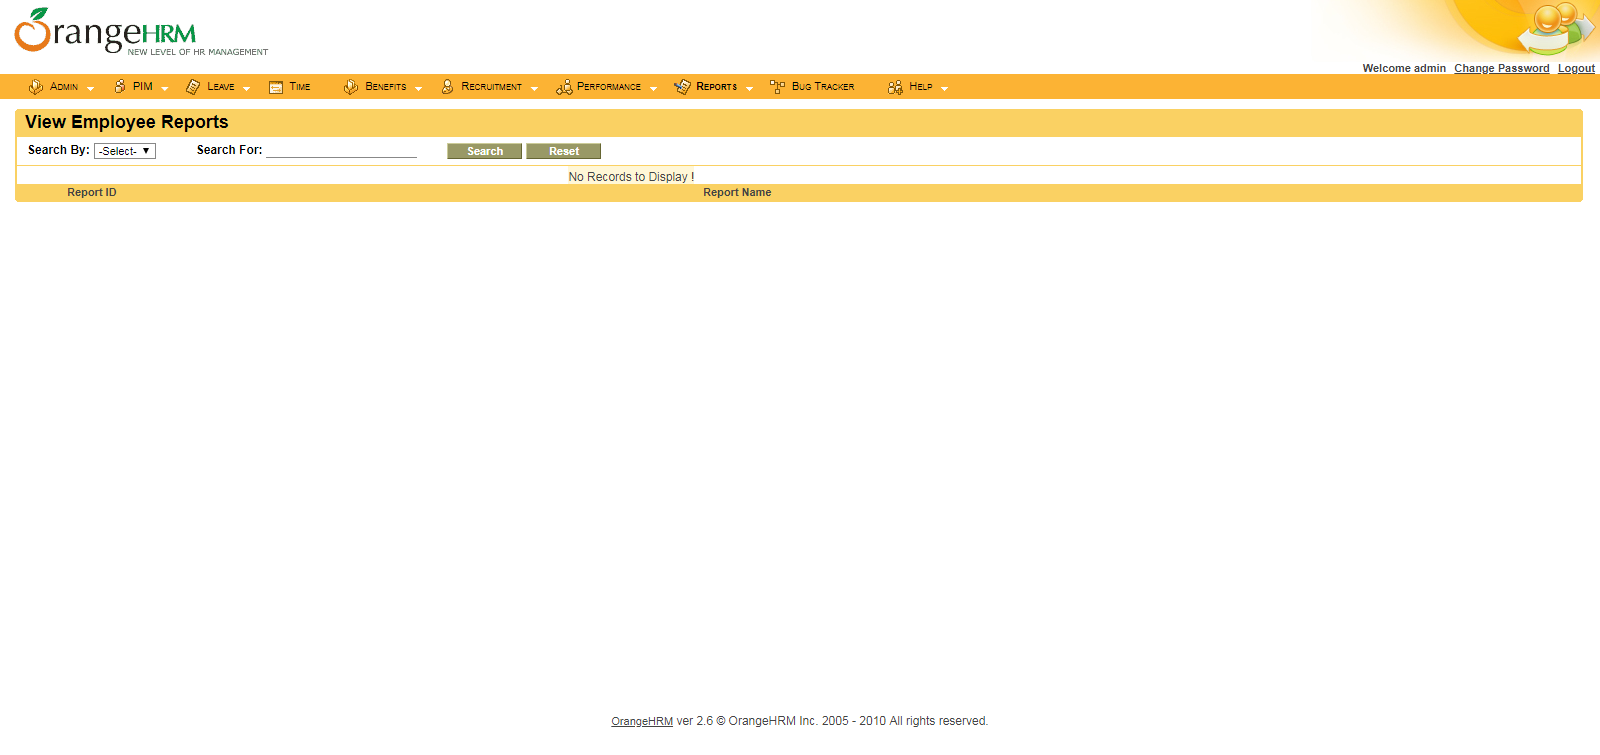 OrangeHRM
NEW LEVEL OF HR MANAGEMENT
Welcome admin Change Password Logout
Admin PIM Leave Time Benefits Recruitment Performance Reports Bug Tracker Help
View Employee Reports
Search By: -Select- Search For: Search Reset
No Records to Display !
Report ID Report Name
OrangeHRM ver 2.6 © OrangeHRM Inc. 2005 - 2010 All rights reserved.